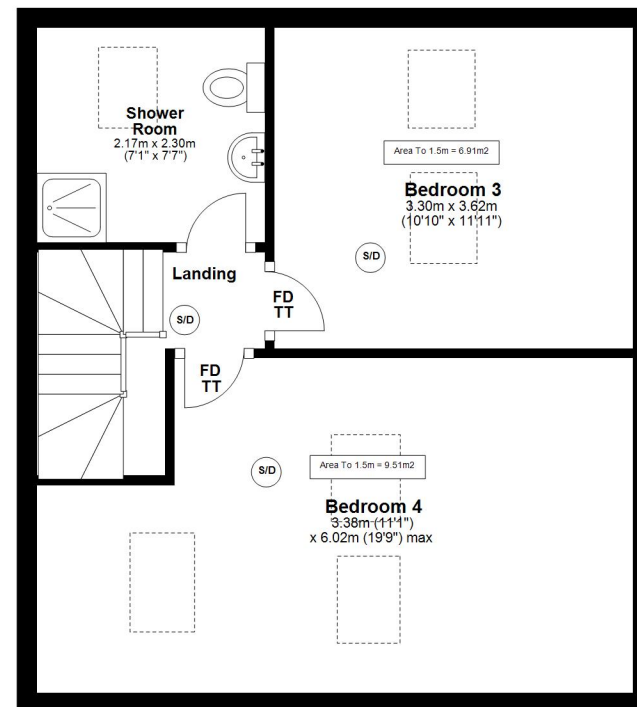 Shower
Room
2.17m x 2.30m
(7'1" x 7'7")
Area To 1.5m = 6.91m2
Bedroom 3
3.30m x 3.62m
(10'10" x 11'11")
S/D
Landing
FD
TT
S/D
FD
TT
S/D
Area To 1.5m = 9.51m2
Bedroom 4
3.38m (11'1")
x 6.02m (19'9") max